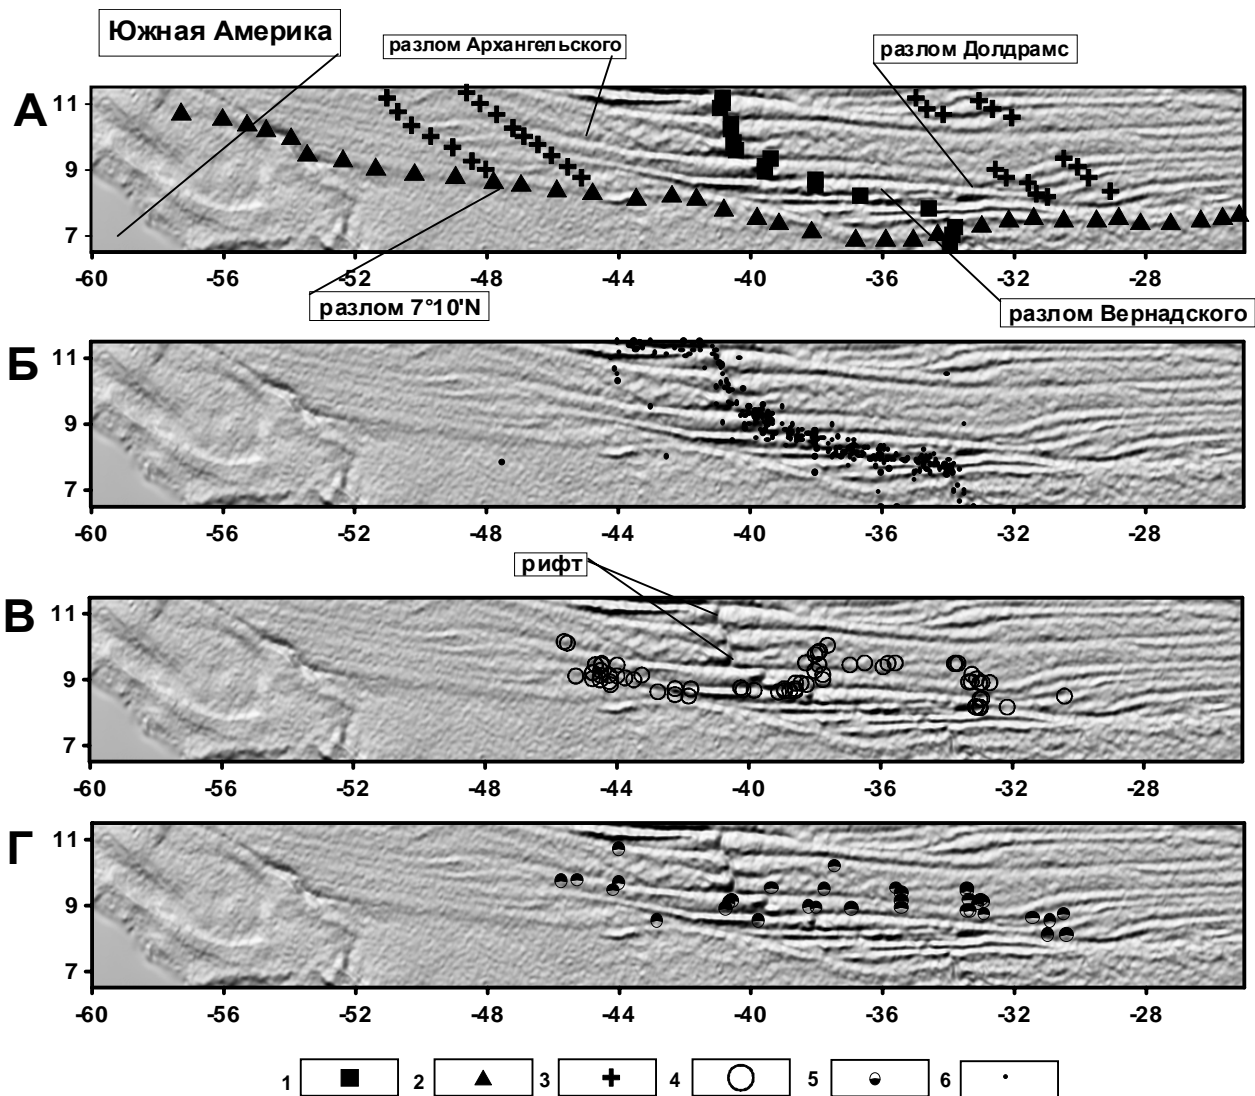 Южная Америка
разлом Архангельского
разлом Долдрамс
А
11
9
7
-60 -56 -52 -48 -44 -40 -36 -32 -28
разлом 7°10'N
разлом Вернадского
Б
11
9
7
-60 -56 -52 -48 -44 -40 -36 -32 -28
рифт
В
11
9
7
-60 -56 -52 -48 -44 -40 -36 -32 -28
Г
11
9
7
-60 -56 -52 -48 -44 -40 -36 -32 -28
1 2 3 4 5 6